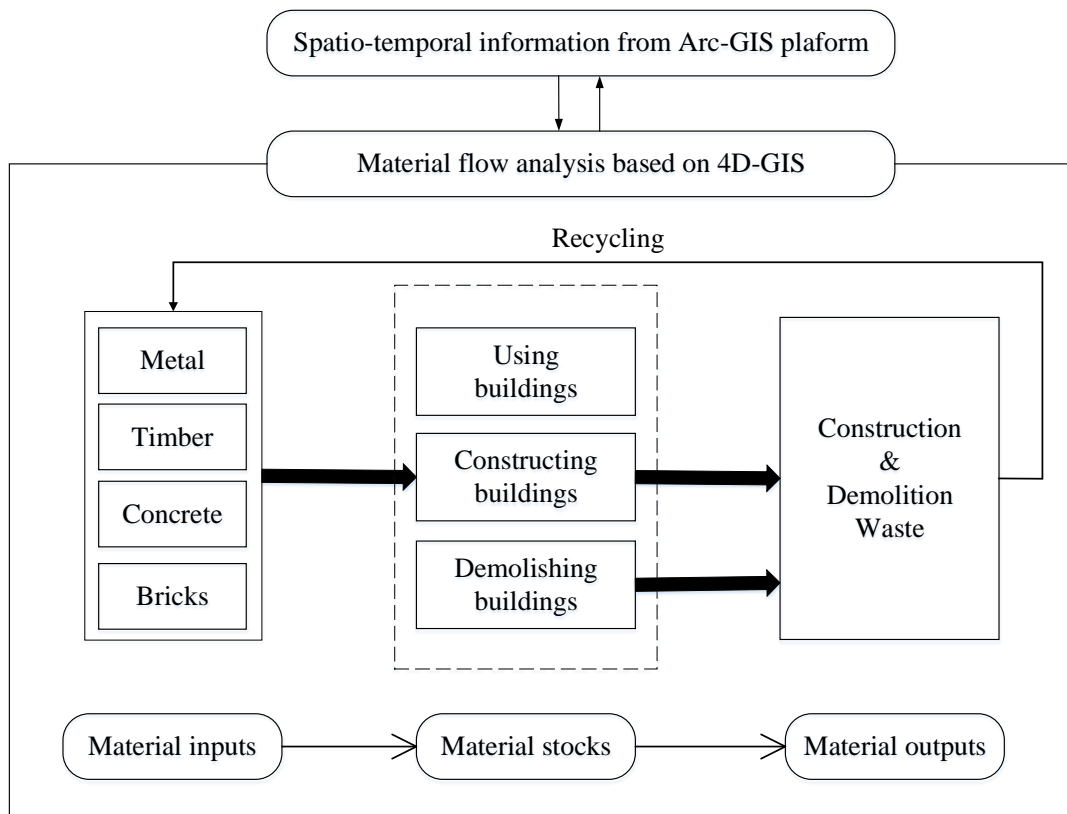 Spatio-temporal information from Arc-GIS plaform
Material flow analysis based on 4D-GIS
Recycling
Metal
Timber
Concrete
Bricks
Using
buildings
Constructing
buildings
Demolishing
buildings
Construction
&
Demolition
Waste
Material inputs
Material stocks
Material outputs